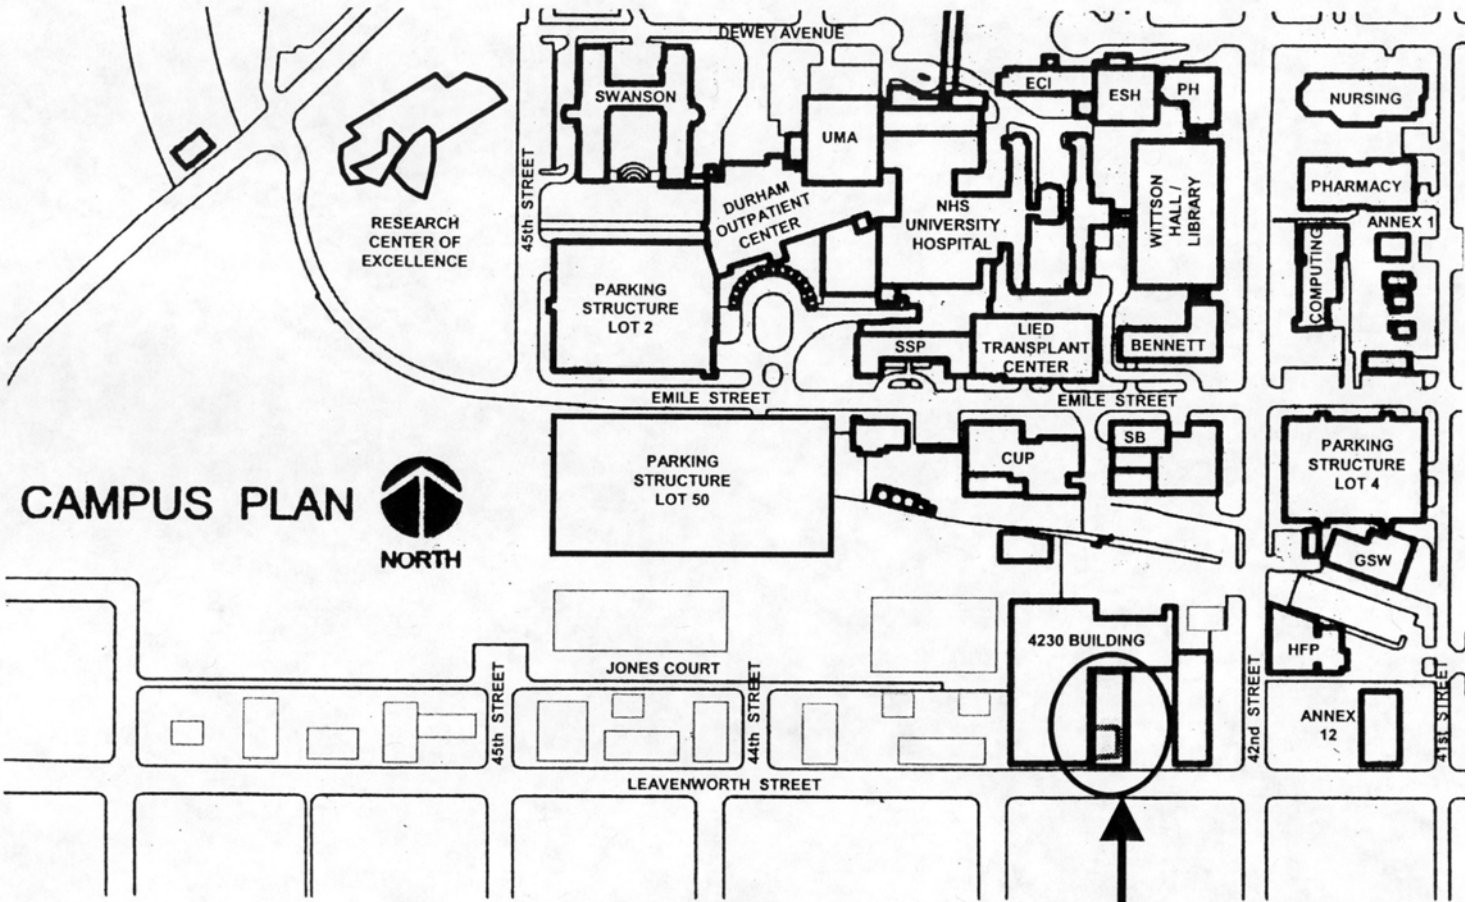 DEWEY AVENUE
SWANSON
UMA
ECI
ESH
PH
NURSING
45th STREET
DURHAM
OUTPATIENT
CENTER
NHS
UNIVERSITY
HOSPITAL
WITTSON
HALL /
LIBRARY
PHARMACY
ANNEX 1
COMPUTING
RESEARCH
CENTER OF
EXCELLENCE
PARKING
STRUCTURE
LOT 2
SSP
LIED
TRANSPLANT
CENTER
BENNETT
EMILE STREET
EMILE STREET
PARKING
STRUCTURE
LOT 50
CUP
SB
PARKING
STRUCTURE
LOT 4
CAMPUS PLAN
NORTH
GSW
4230 BUILDING
HFP
JONES COURT
45th STREET
44th STREET
42nd STREET
ANNEX
12
41st STREET
LEAVENWORTH STREET